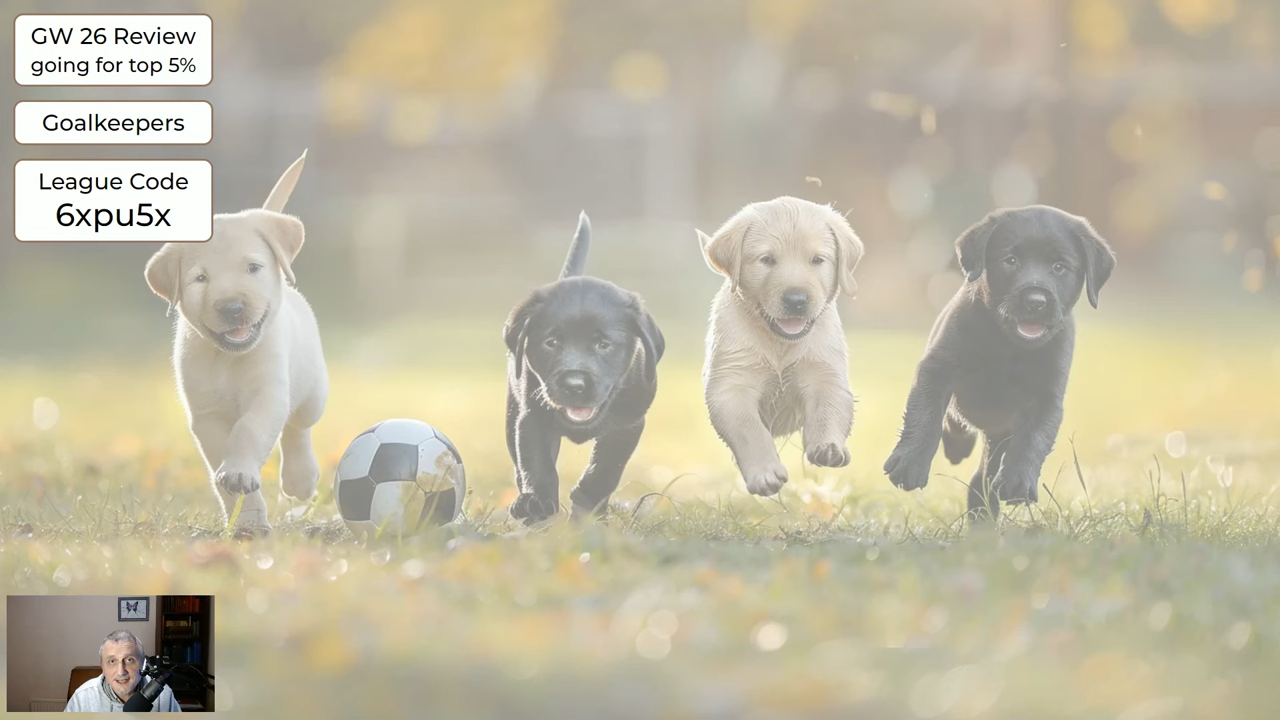 GW 26 Review
going for top 5%
Goalkeepers
League Code
6xpu5x